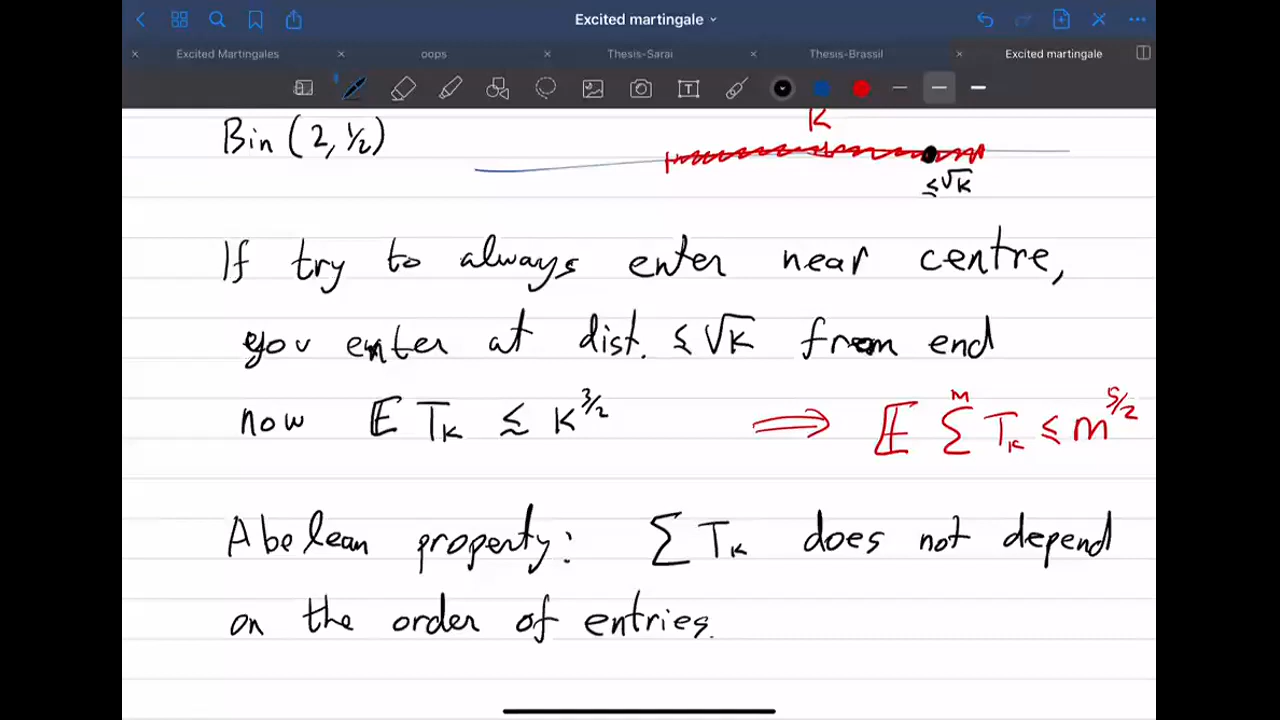 Excited martingale
Excited Martingales
oops
Thesis-Sarai
Thesis-Brassil
Excited martingale
Bin (2, 1/2)
K
≤√K
If try to always enter near centre,
you enter at dist. ≤ √K from end
now 𝔼 T_K ≲ K^{3/2} ⟹ 𝔼 Σ^m T_K ≤ m^{5/2}
Abelean property: Σ T_K does not depend
on the order of entries.